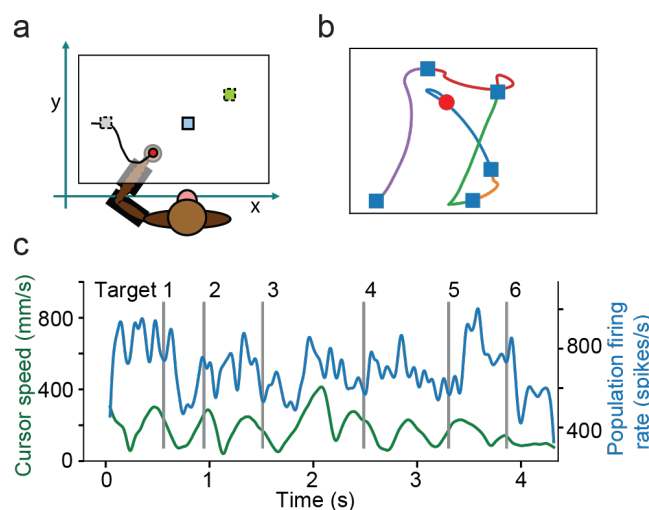 a
b
y
x
c
Target 1 2 3 4 5 6
Cursor speed (mm/s)
800
400
0
800
400
Population firing
rate (spikes/s)
0 1 2 3 4
Time (s)